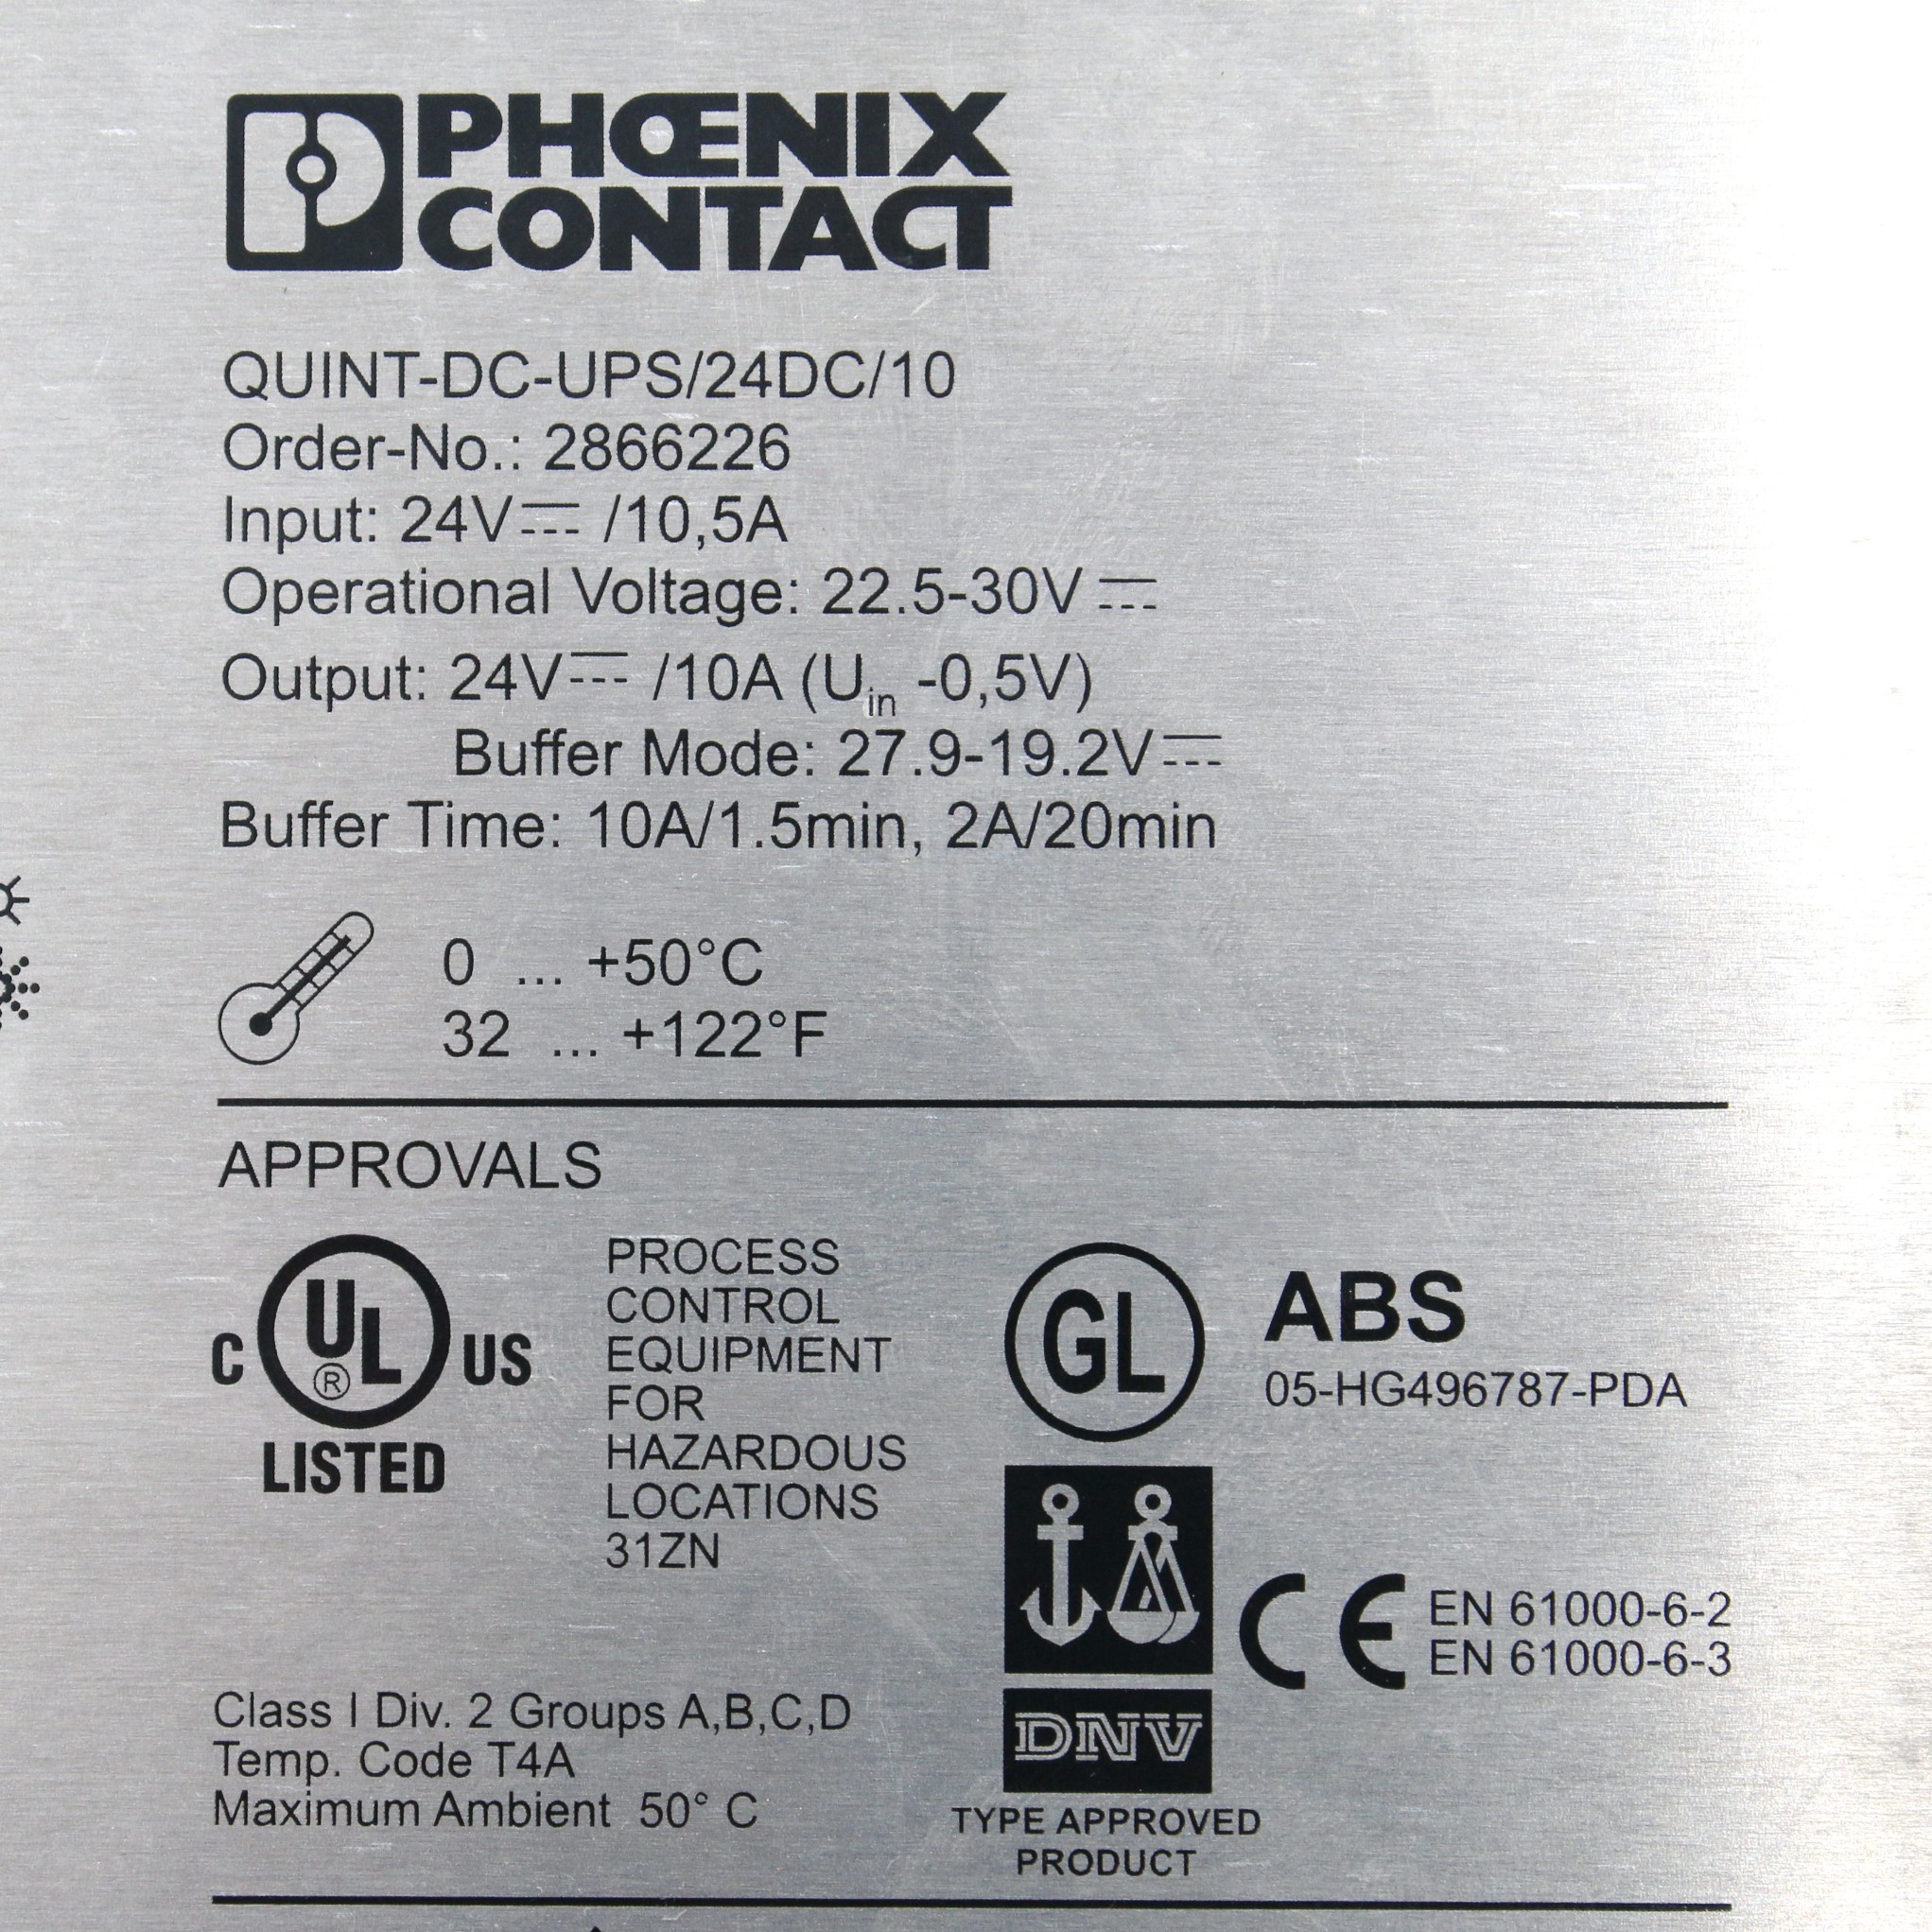 PHŒNIX
CONTACT
QUINT-DC-UPS/24DC/10
Order-No.: 2866226
Input: 24V⎓ /10,5A
Operational Voltage: 22.5-30V⎓
Output: 24V⎓ /10A (Uin -0,5V)
Buffer Mode: 27.9-19.2V⎓
Buffer Time: 10A/1.5min, 2A/20min
0 ... +50°C
32 ... +122°F
APPROVALS
C UL® US
LISTED
PROCESS
CONTROL
EQUIPMENT
FOR
HAZARDOUS
LOCATIONS
31ZN
Class I Div. 2 Groups A,B,C,D
Temp. Code T4A
Maximum Ambient 50° C
GL
ABS
05-HG496787-PDA
CE
EN 61000-6-2
EN 61000-6-3
DNV
TYPE APPROVED
PRODUCT